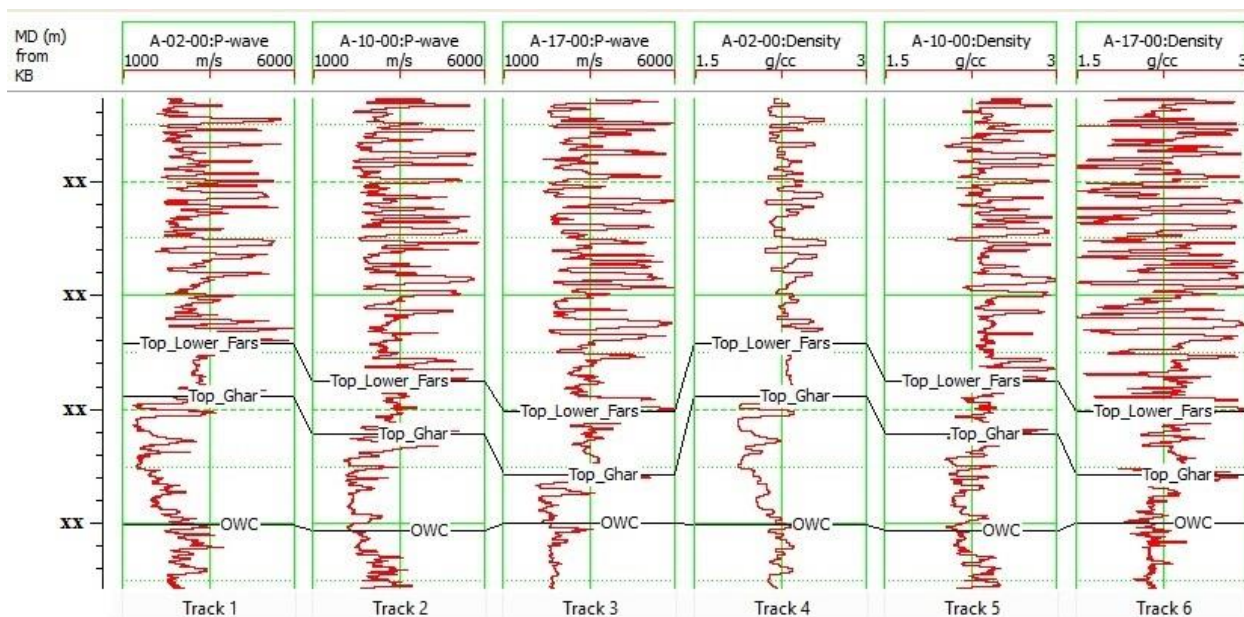 MD (m)
from
KB
A-02-00:P-wave
1000 m/s 6000
A-10-00:P-wave
1000 m/s 6000
A-17-00:P-wave
1000 m/s 6000
A-02-00:Density
1.5 g/cc 3
A-10-00:Density
1.5 g/cc 3
A-17-00:Density
1.5 g/cc 3
XX
XX
Top_Lower_Fars Top_Lower_Fars Top_Lower_Fars Top_Lower_Fars Top_Lower_Fars Top_Lower_Fars
XX
Top_Ghar Top_Ghar Top_Ghar Top_Ghar Top_Ghar Top_Ghar
XX
OWC OWC OWC OWC OWC OWC
Track 1 Track 2 Track 3 Track 4 Track 5 Track 6